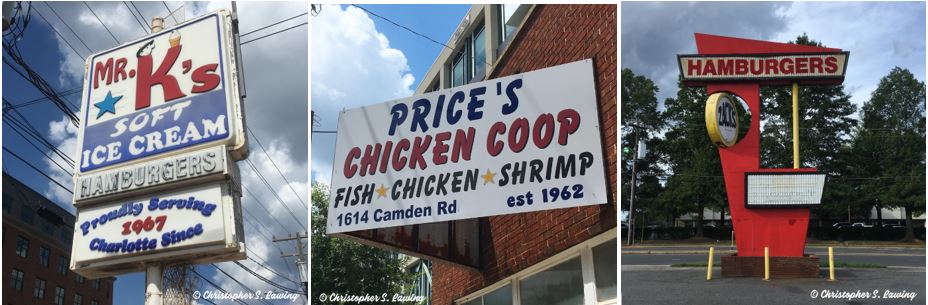 MR. K's
SOFT
ICE CREAM
HAMBURGERS
Proudly Serving
1967
Charlotte Since
© Christopher S. Lawing
PRICE'S
CHICKEN COOP
FISH★CHICKEN★SHRIMP
1614 Camden Rd est 1962
© Christopher S. Lawing
HAMBURGERS
© Christopher S. Lawing